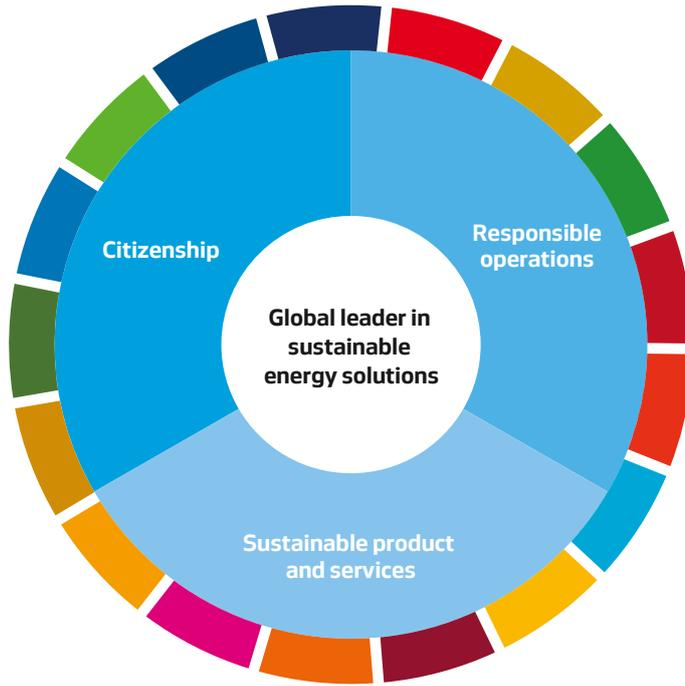 Citizenship
Responsible
operations
Global leader in
sustainable
energy solutions
Sustainable product
and services